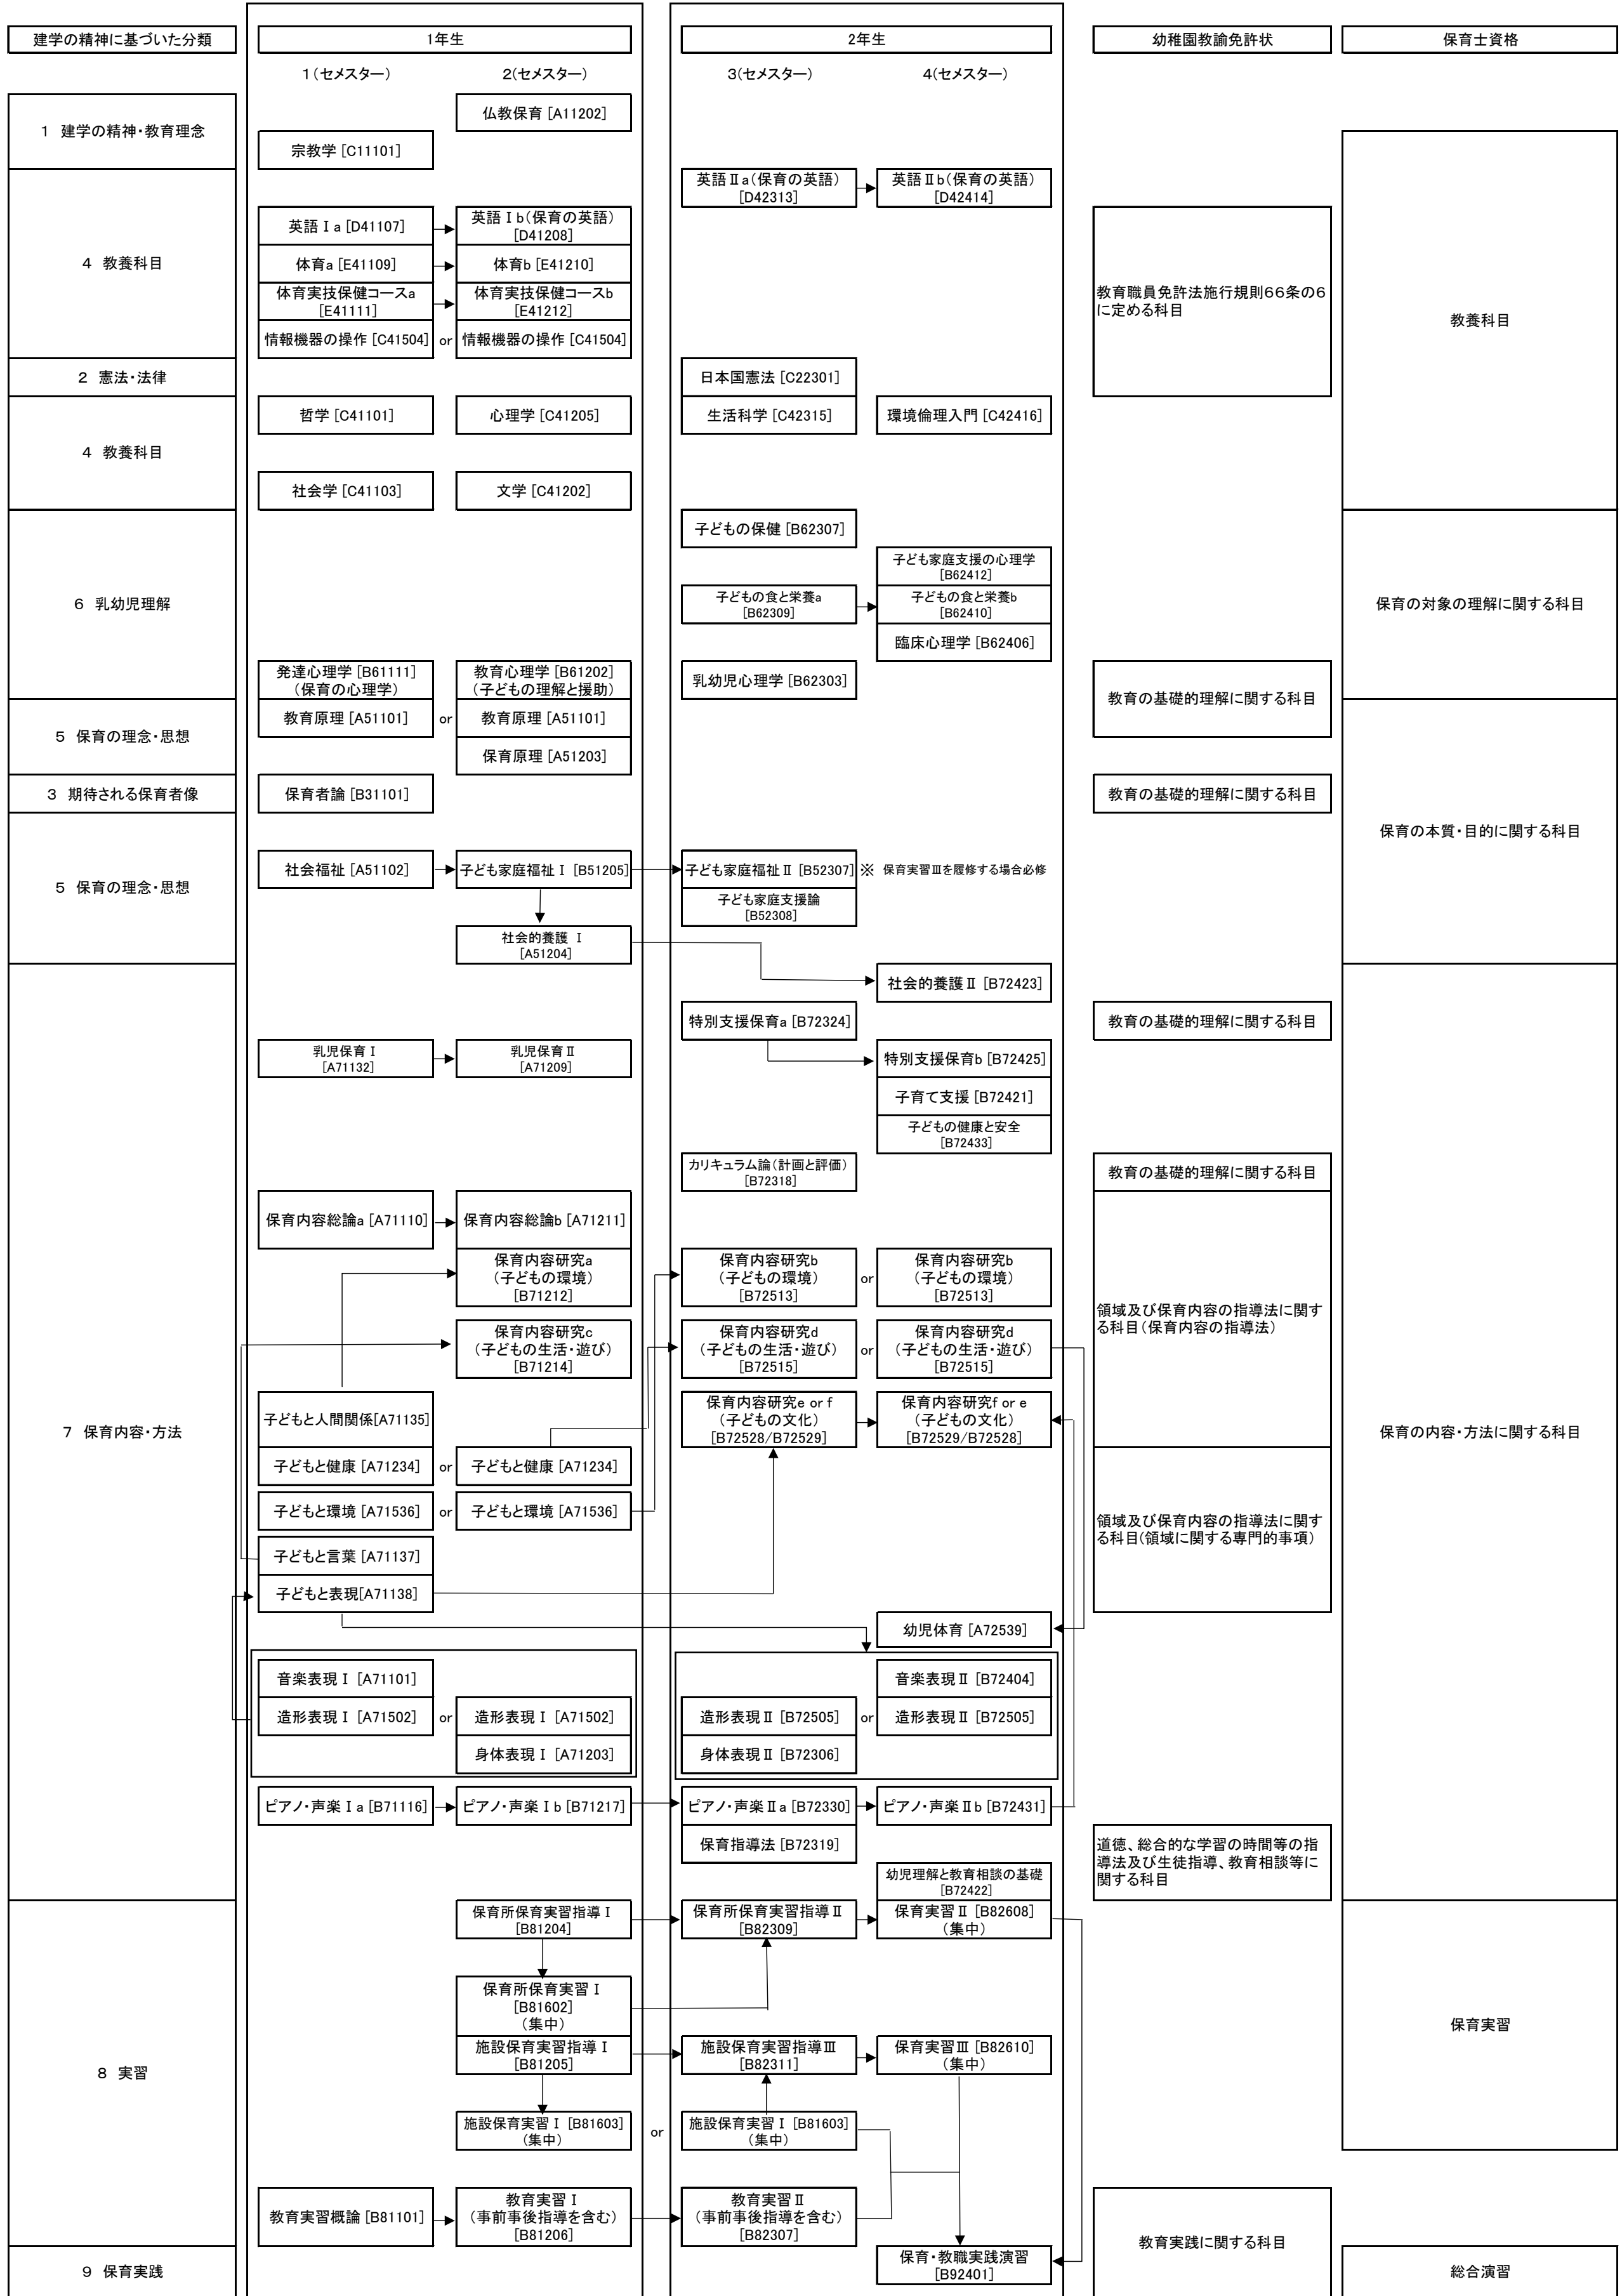 建学の精神に基づいた分類
1年生
2年生
幼稚園教諭免許状
保育士資格
1(セメスター)
2(セメスター)
3(セメスター)
4(セメスター)
1 建学の精神・教育理念
仏教保育 [A11202]
宗教学 [C11101]
4 教養科目
英語Ⅱa(保育の英語)
[D42313]
英語Ⅱb(保育の英語)
[D42414]
英語Ⅰa [D41107]
英語Ⅰb(保育の英語)
[D41208]
体育a [E41109]
体育b [E41210]
体育実技保健コースa
[E41111]
体育実技保健コースb
[E41212]
情報機器の操作 [C41504]
or
情報機器の操作 [C41504]
教育職員免許法施行規則66条の6
に定める科目
教養科目
2 憲法・法律
日本国憲法 [C22301]
4 教養科目
哲学 [C41101]
心理学 [C41205]
生活科学 [C42315]
環境倫理入門 [C42416]
社会学 [C41103]
文学 [C41202]
6 乳幼児理解
子どもの保健 [B62307]
子ども家庭支援の心理学
[B62412]
子どもの食と栄養a
[B62309]
子どもの食と栄養b
[B62410]
臨床心理学 [B62406]
保育の対象の理解に関する科目
発達心理学 [B61111]
(保育の心理学)
教育心理学 [B61202]
(子どもの理解と援助)
乳幼児心理学 [B62303]
教育の基礎的理解に関する科目
5 保育の理念・思想
教育原理 [A51101]
or
教育原理 [A51101]
保育原理 [A51203]
3 期待される保育者像
保育者論 [B31101]
教育の基礎的理解に関する科目
保育の本質・目的に関する科目
5 保育の理念・思想
社会福祉 [A51102]
子ども家庭福祉Ⅰ [B51205]
子ども家庭福祉Ⅱ [B52307]
※ 保育実習Ⅲを履修する場合必修
子ども家庭支援論
[B52308]
社会的養護 Ⅰ
[A51204]
社会的養護Ⅱ [B72423]
特別支援保育a [B72324]
教育の基礎的理解に関する科目
乳児保育Ⅰ
[A71132]
乳児保育Ⅱ
[A71209]
特別支援保育b [B72425]
子育て支援 [B72421]
子どもの健康と安全
[B72433]
カリキュラム論(計画と評価)
[B72318]
教育の基礎的理解に関する科目
保育内容総論a [A71110]
保育内容総論b [A71211]
保育内容研究a
(子どもの環境)
[B71212]
保育内容研究b
(子どもの環境)
[B72513]
or
保育内容研究b
(子どもの環境)
[B72513]
領域及び保育内容の指導法に関す
る科目(保育内容の指導法)
保育内容研究c
(子どもの生活・遊び)
[B71214]
保育内容研究d
(子どもの生活・遊び)
[B72515]
or
保育内容研究d
(子どもの生活・遊び)
[B72515]
7 保育内容・方法
子どもと人間関係[A71135]
保育内容研究e or f
(子どもの文化)
[B72528/B72529]
保育内容研究f or e
(子どもの文化)
[B72529/B72528]
保育の内容・方法に関する科目
子どもと健康 [A71234]
or
子どもと健康 [A71234]
子どもと環境 [A71536]
or
子どもと環境 [A71536]
領域及び保育内容の指導法に関す
る科目(領域に関する専門的事項)
子どもと言葉 [A71137]
子どもと表現[A71138]
幼児体育 [A72539]
音楽表現Ⅰ [A71101]
音楽表現Ⅱ [B72404]
造形表現Ⅰ [A71502]
or
造形表現Ⅰ [A71502]
造形表現Ⅱ [B72505]
or
造形表現Ⅱ [B72505]
身体表現Ⅰ [A71203]
身体表現Ⅱ [B72306]
ピアノ・声楽Ⅰa [B71116]
ピアノ・声楽Ⅰb [B71217]
ピアノ・声楽Ⅱa [B72330]
ピアノ・声楽Ⅱb [B72431]
保育指導法 [B72319]
道徳、総合的な学習の時間等の指
導法及び生徒指導、教育相談等に
関する科目
幼児理解と教育相談の基礎
[B72422]
8 実習
保育所保育実習指導Ⅰ
[B81204]
保育所保育実習指導Ⅱ
[B82309]
保育実習Ⅱ [B82608]
(集中)
保育所保育実習Ⅰ
[B81602]
(集中)
保育実習
施設保育実習指導Ⅰ
[B81205]
施設保育実習指導Ⅲ
[B82311]
保育実習Ⅲ [B82610]
(集中)
施設保育実習Ⅰ [B81603]
(集中)
or
施設保育実習Ⅰ [B81603]
(集中)
教育実習概論 [B81101]
教育実習Ⅰ
(事前事後指導を含む)
[B81206]
教育実習Ⅱ
(事前事後指導を含む)
[B82307]
教育実践に関する科目
9 保育実践
保育・教職実践演習
[B92401]
総合演習